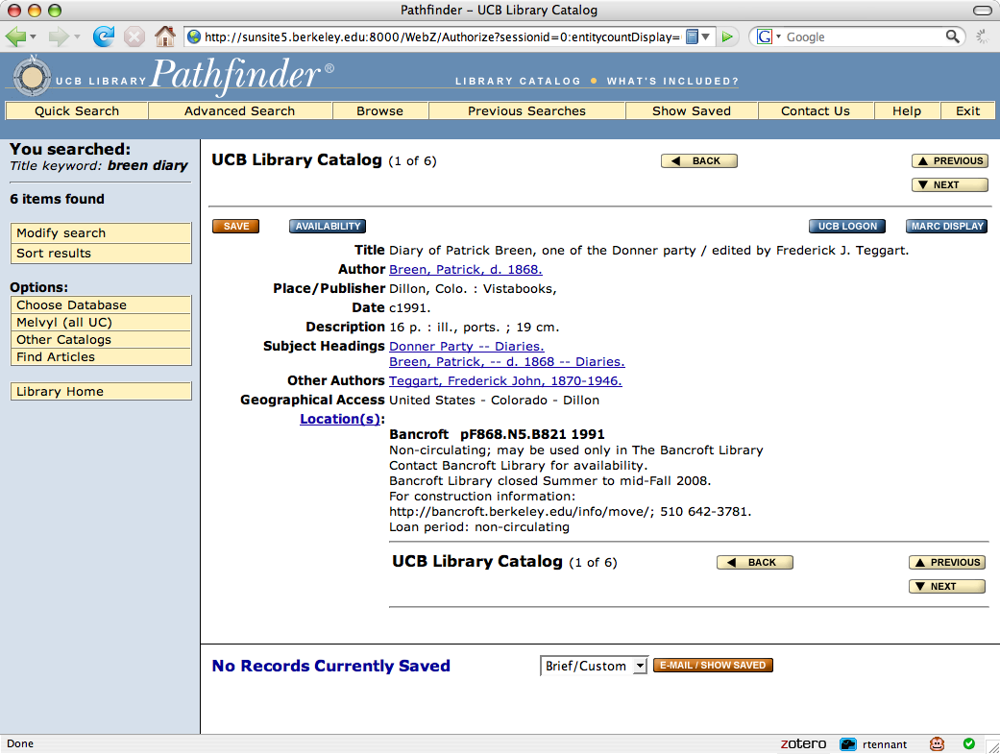 Pathfinder – UCB Library Catalog
http://sunsite5.berkeley.edu:8000/WebZ/Authorize?sessionid=0:entitycountDisplay=
G Google
N
UCB LIBRARY Pathfinder ® LIBRARY CATALOG WHAT'S INCLUDED?
Quick Search Advanced Search Browse Previous Searches Show Saved Contact Us Help Exit
You searched:
Title keyword: breen diary
6 items found
Modify search
Sort results
Options:
Choose Database
Melvyl (all UC)
Other Catalogs
Find Articles
Library Home
UCB Library Catalog (1 of 6) BACK PREVIOUS
NEXT
SAVE AVAILABILITY UCB LOGON MARC DISPLAY
Title Diary of Patrick Breen, one of the Donner party / edited by Frederick J. Teggart.
Author Breen, Patrick, d. 1868.
Place/Publisher Dillon, Colo. : Vistabooks,
Date c1991.
Description 16 p. : ill., ports. ; 19 cm.
Subject Headings Donner Party -- Diaries.
Breen, Patrick, -- d. 1868 -- Diaries.
Other Authors Teggart, Frederick John, 1870-1946.
Geographical Access United States - Colorado - Dillon
Location(s):
Bancroft pF868.N5.B821 1991
Non-circulating; may be used only in The Bancroft Library
Contact Bancroft Library for availability.
Bancroft Library closed Summer to mid-Fall 2008.
For construction information:
http://bancroft.berkeley.edu/info/move/; 510 642-3781.
Loan period: non-circulating
UCB Library Catalog (1 of 6) BACK PREVIOUS
NEXT
No Records Currently Saved Brief/Custom E-MAIL / SHOW SAVED
Done zotero rtennant